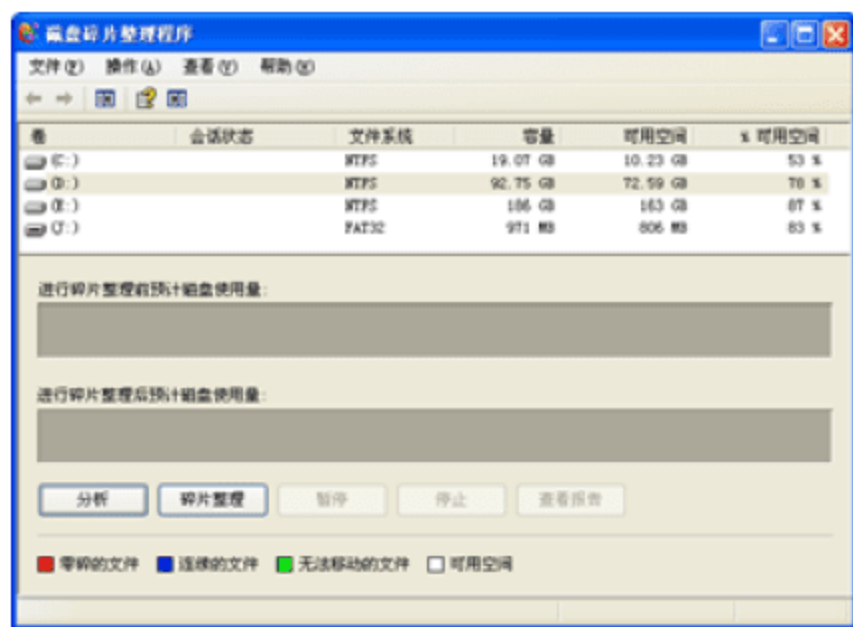 磁盘碎片整理程序
文件(F) 操作(A) 查看(V) 帮助(H)
卷 会话状态 文件系统 容量 可用空间 % 可用空间
(C:) NTFS 19.07 GB 10.23 GB 53 %
(D:) NTFS 92.75 GB 72.59 GB 78 %
(E:) NTFS 186 GB 163 GB 87 %
(J:) FAT32 971 MB 806 MB 83 %
进行碎片整理前预计磁盘使用量:
进行碎片整理后预计磁盘使用量:
分析 碎片整理 暂停 停止 查看报告
零碎的文件 连续的文件 无法移动的文件 可用空间